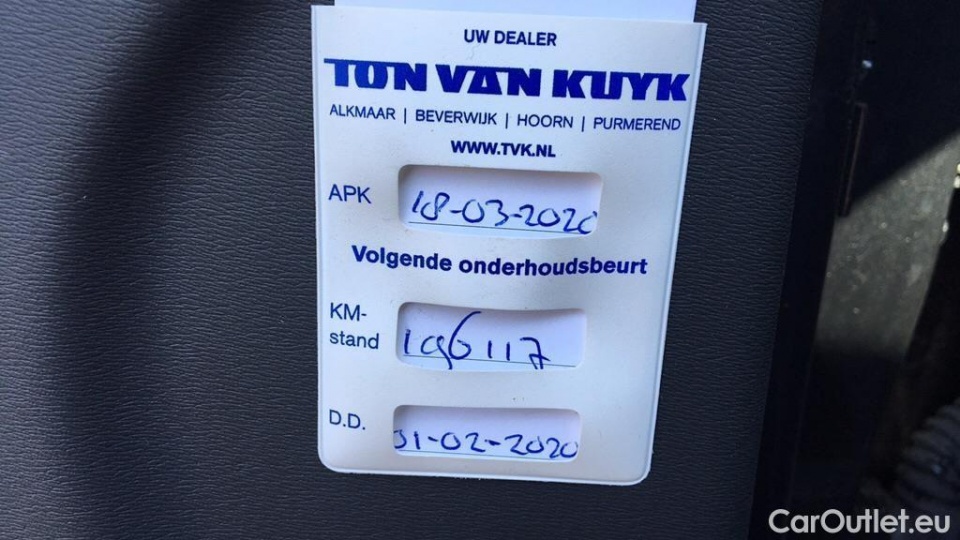 UW DEALER
TON VAN KUYK
ALKMAAR | BEVERWIJK | HOORN | PURMEREND
WWW.TVK.NL
APK 18-03-2020
Volgende onderhoudsbeurt
KM-stand 196117
D.D. 01-02-2020
CarOutlet.eu